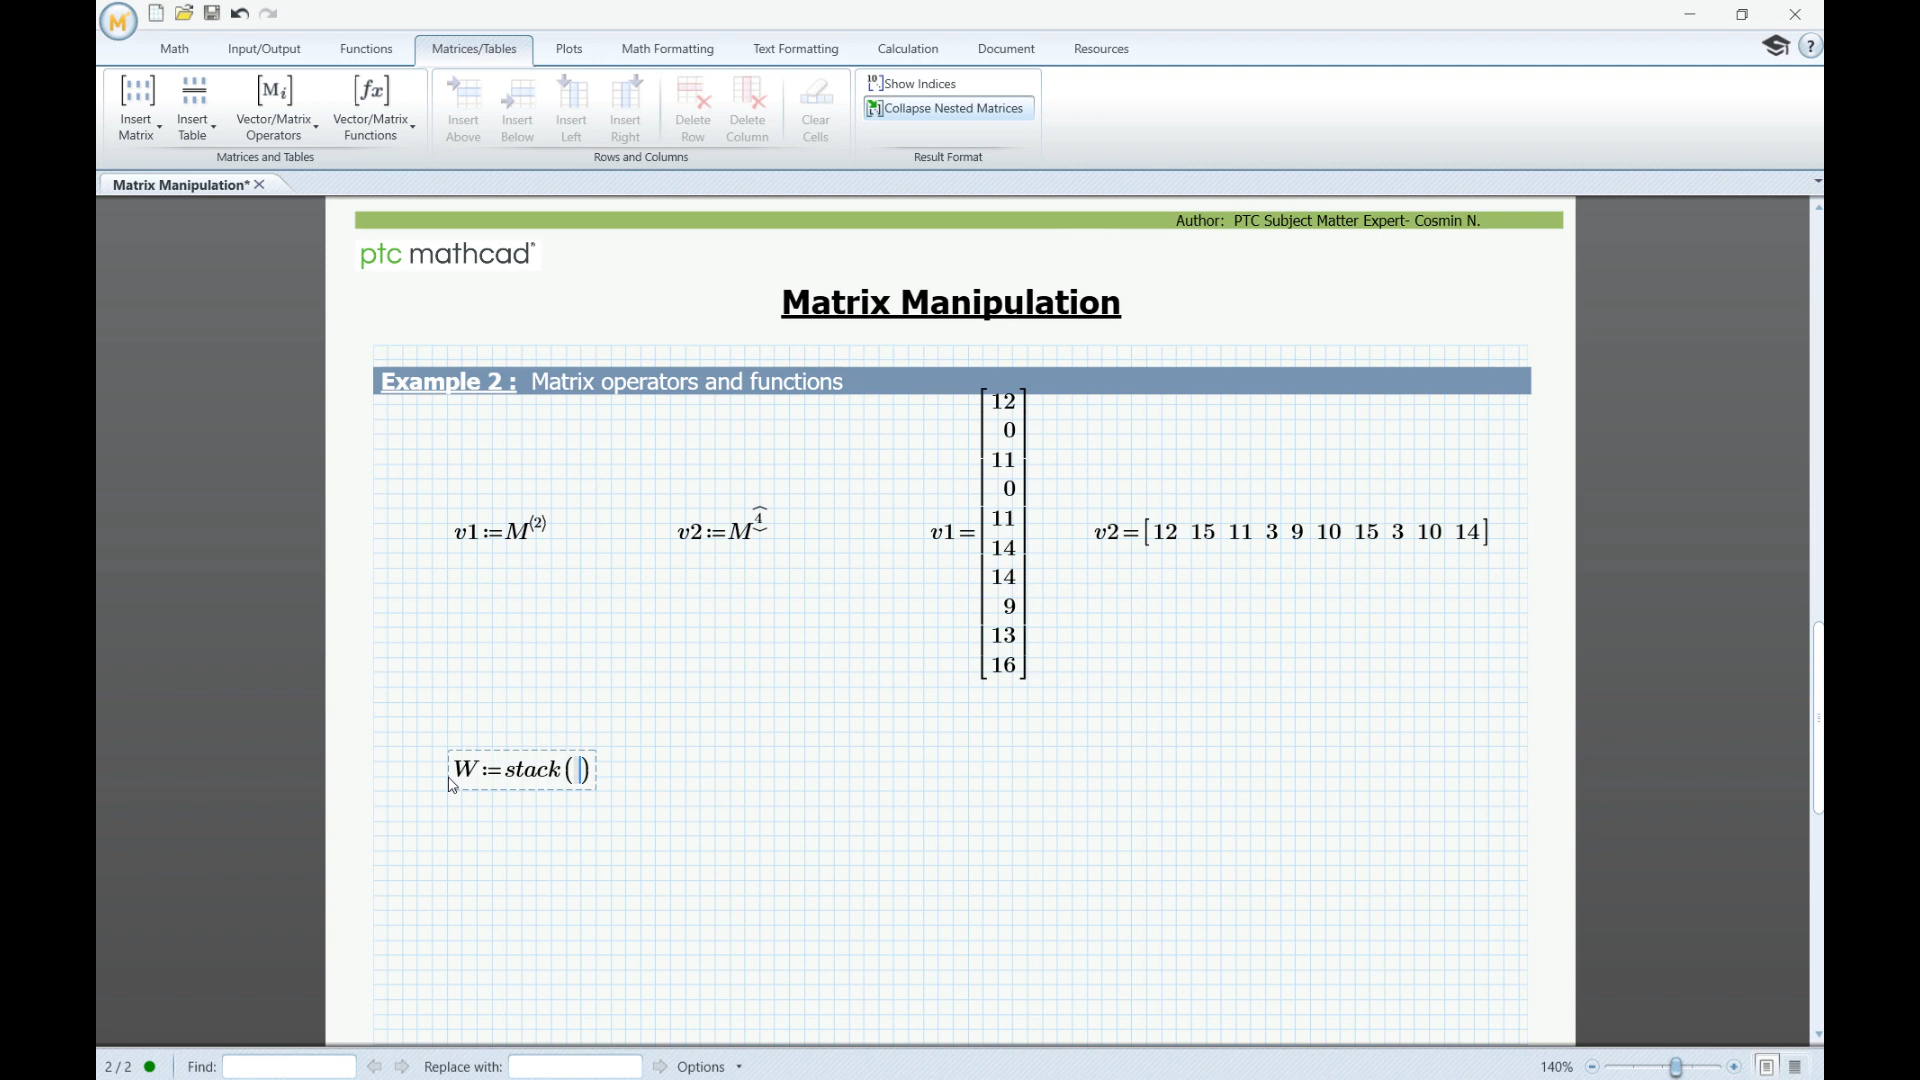 M
Math Input/Output Functions Matrices/Tables Plots Math Formatting Text Formatting Calculation Document Resources
?
Insert Matrix
Insert Table
[M i]
Vector/Matrix Operators
[fx]
Vector/Matrix Functions
Matrices and Tables
Insert Above
Insert Below
Insert Left
Insert Right
Delete Row
Delete Column
Clear Cells
Rows and Columns
Show Indices
Collapse Nested Matrices
Result Format
Matrix Manipulation*
Author: PTC Subject Matter Expert- Cosmin N.
ptc mathcad®
Matrix Manipulation
Example 2 : Matrix operators and functions
v1:=M⟨2⟩
v2:=M 4
v1=
12
0
11
0
11
14
14
9
13
16
v2=[12 15 11 3 9 10 15 3 10 14]
W:=stack( )
2 / 2 Find: Replace with: Options 140%